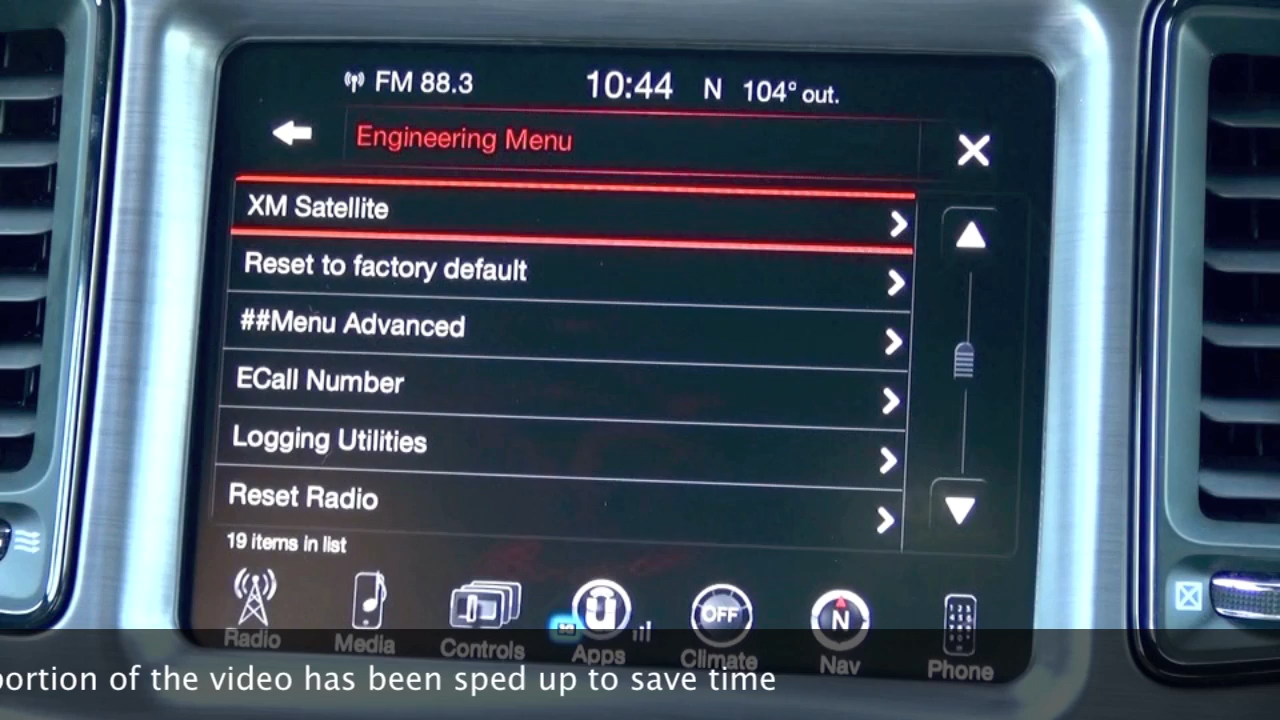 FM 88.3 10:44 N 104° out.
Engineering Menu
XM Satellite
Reset to factory default
##Menu Advanced
ECall Number
Logging Utilities
Reset Radio
19 items in list
OFF N
Radio Media Controls Apps Climate Nav Phone
portion of the video has been sped up to save time